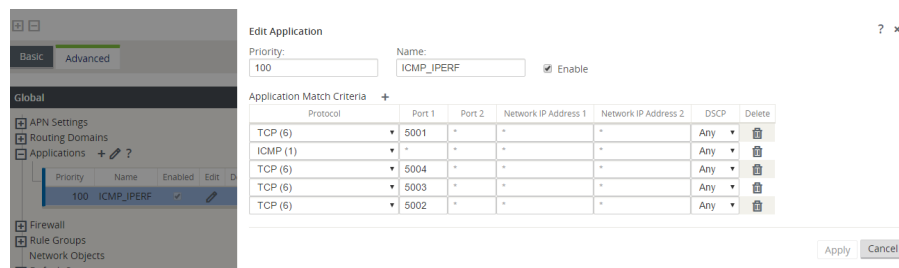 Basic Advanced
Global
APN Settings
Routing Domains
Applications + ?
Priority Name Enabled Edit
100 ICMP_IPERF
Firewall
Rule Groups
Network Objects
Edit Application ?
Priority: Name:
100 ICMP_IPERF Enable
Application Match Criteria +
Protocol Port 1 Port 2 Network IP Address 1 Network IP Address 2 DSCP Delete
TCP (6) 5001 * * * Any
ICMP (1) * * * * Any
TCP (6) 5004 * * * Any
TCP (6) 5003 * * * Any
TCP (6) 5002 * * * Any
Apply Cancel